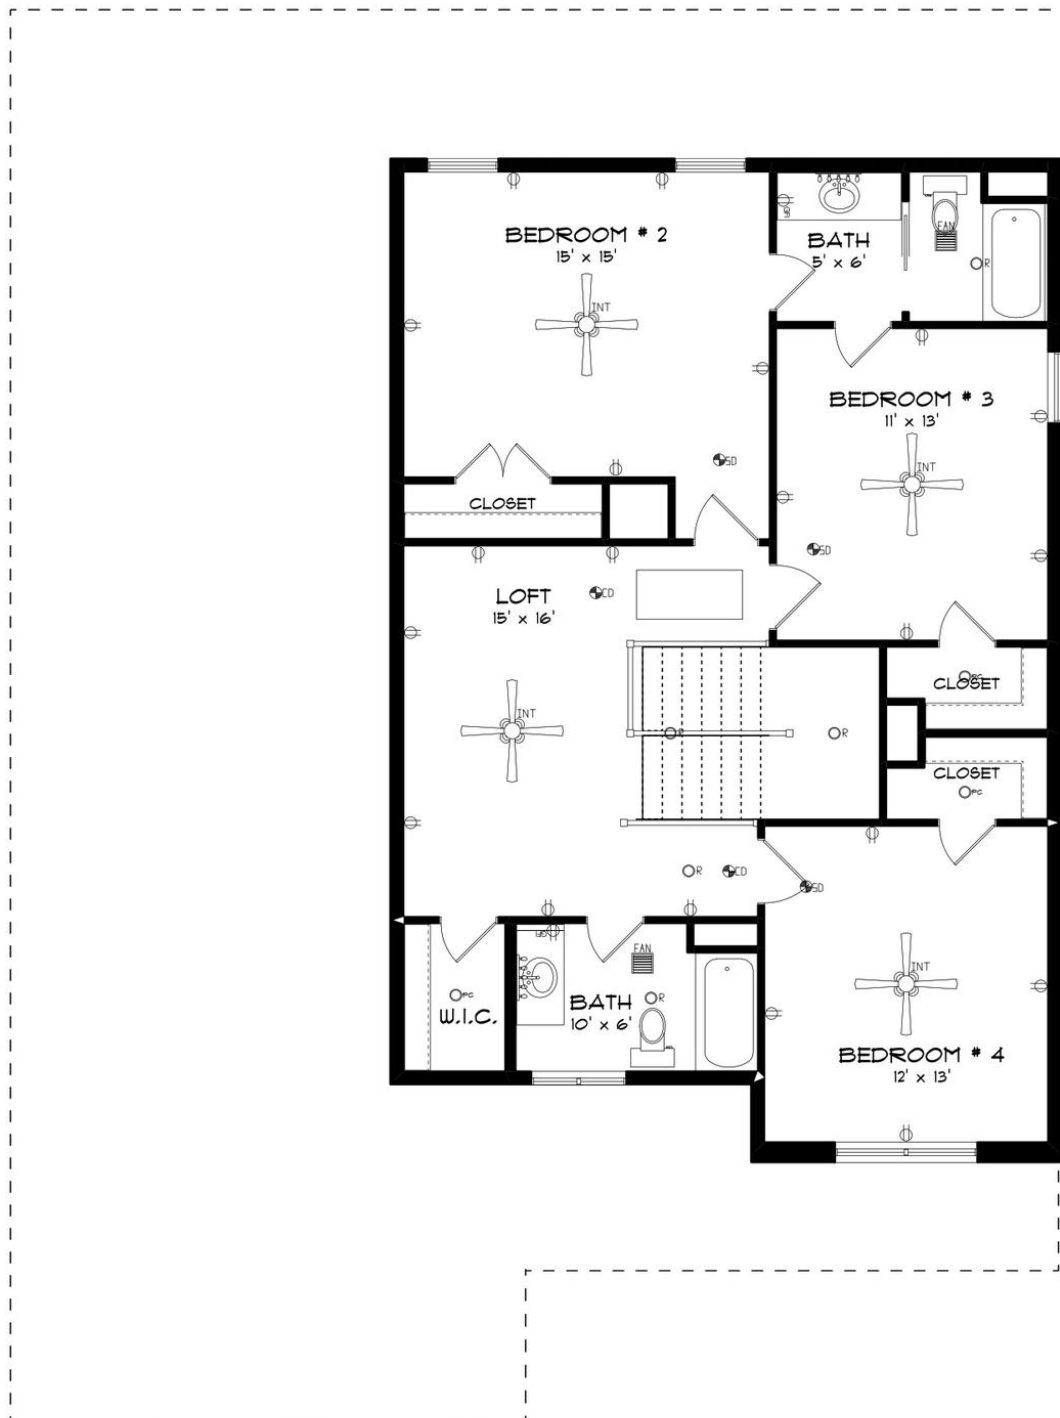 BEDROOM # 2
15' x 15'
INT
BATH
5' x 6'
FAN
R
BEDROOM # 3
11' x 13'
INT
SD
CLOSET
SD
LOFT
15' x 16'
CD
INT
R
CLOSET
PC
CLOSET
PC
R
CD
SD
FAN
INT
PC
W.I.C.
BATH
10' x 6'
R
BEDROOM # 4
12' x 13'